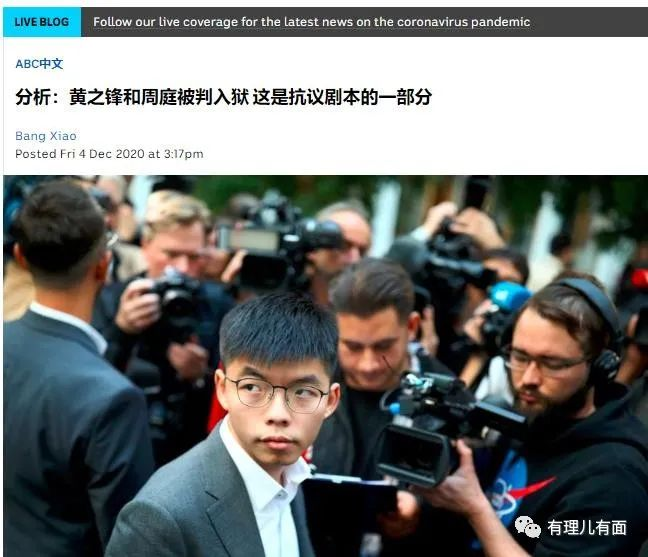 LIVE BLOG Follow our live coverage for the latest news on the coronavirus pandemic
ABC中文
分析：黄之锋和周庭被判入狱 这是抗议剧本的一部分
Bang Xiao
Posted Fri 4 Dec 2020 at 3:17pm
有理儿有面